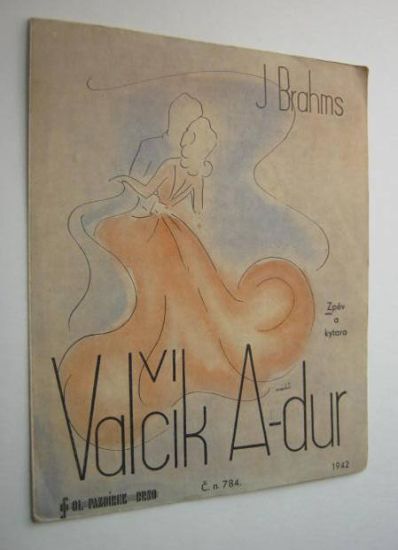 J Brahms
Zpěv
a
kytara
Valčík A-dur
1942
Č. n. 784.
OL. PAZDÍREK BRNO